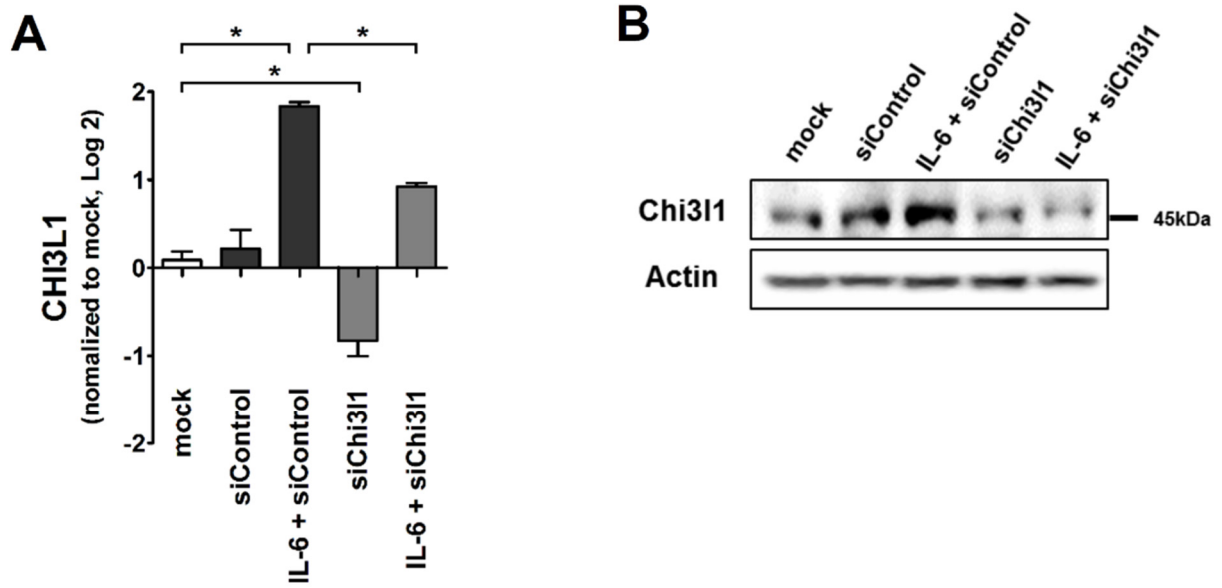 A
* *
*
CHI3L1
(nomalized to mock, Log 2)
2
1
0
-1
-2
mock
siControl
IL-6 + siControl
siChi3l1
IL-6 + siChi3l1
B
mock
siControl
IL-6 + siControl
siChi3l1
IL-6 + siChi3l1
Chi3l1
45kDa
Actin